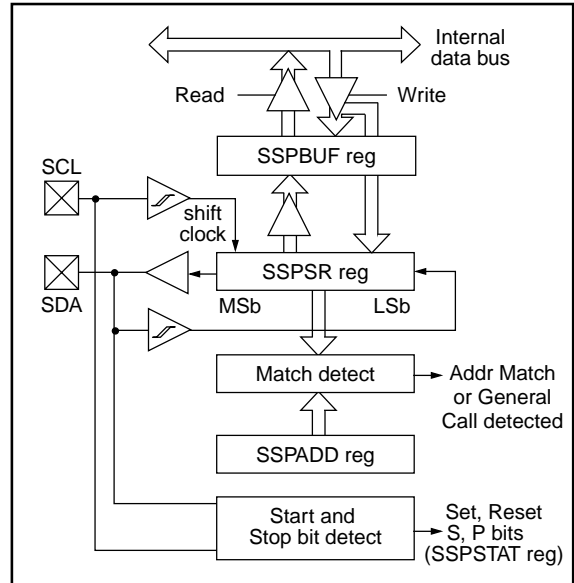 Internal
data bus
Read
Write
SSPBUF reg
SCL
shift
clock
SSPSR reg
SDA
MSb
LSb
Match detect
Addr Match
or General
Call detected
SSPADD reg
Start and
Stop bit detect
Set, Reset
S, P bits
(SSPSTAT reg)